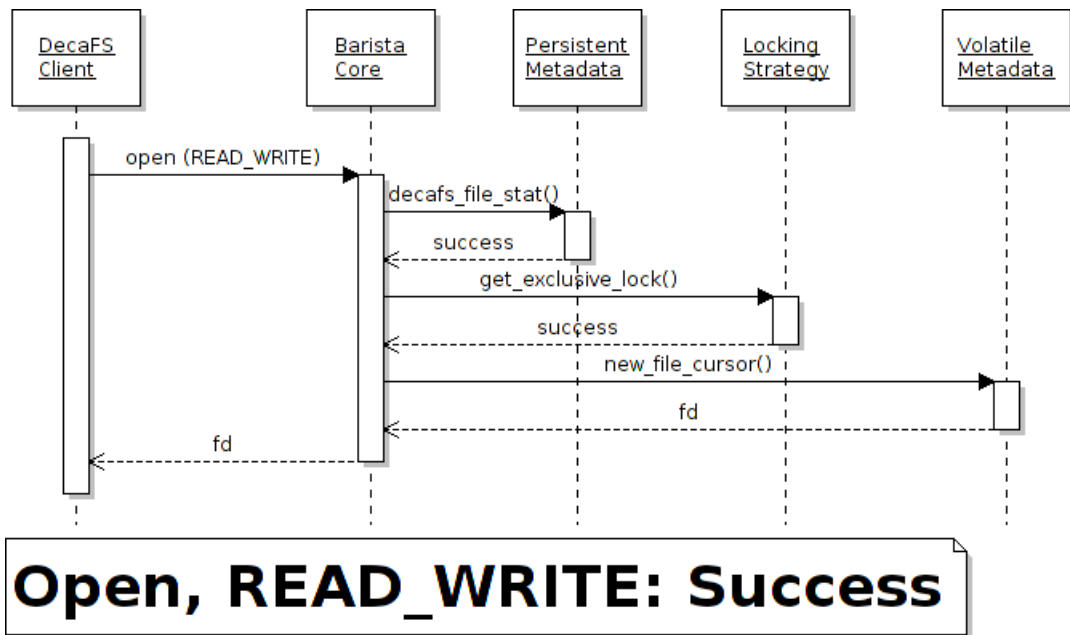 DecaFS
Client
Barista
Core
Persistent
Metadata
Locking
Strategy
Volatile
Metadata
open (READ_WRITE)
decafs_file_stat()
success
get_exclusive_lock()
success
new_file_cursor()
fd
fd
Open, READ_WRITE: Success